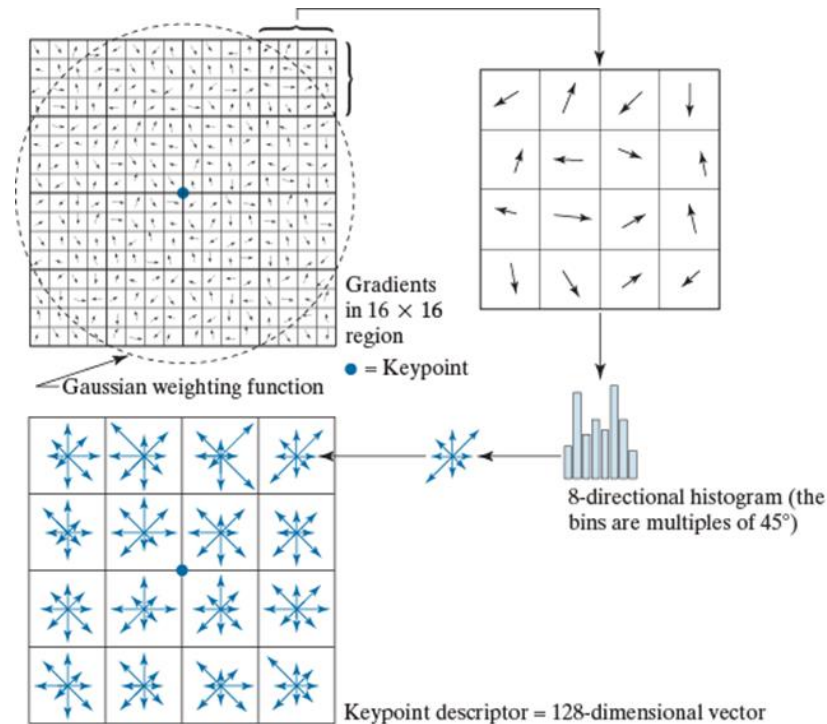 Gradients
in 16 × 16
region
● = Keypoint
Gaussian weighting function
8-directional histogram (the
bins are multiples of 45°)
Keypoint descriptor = 128-dimensional vector